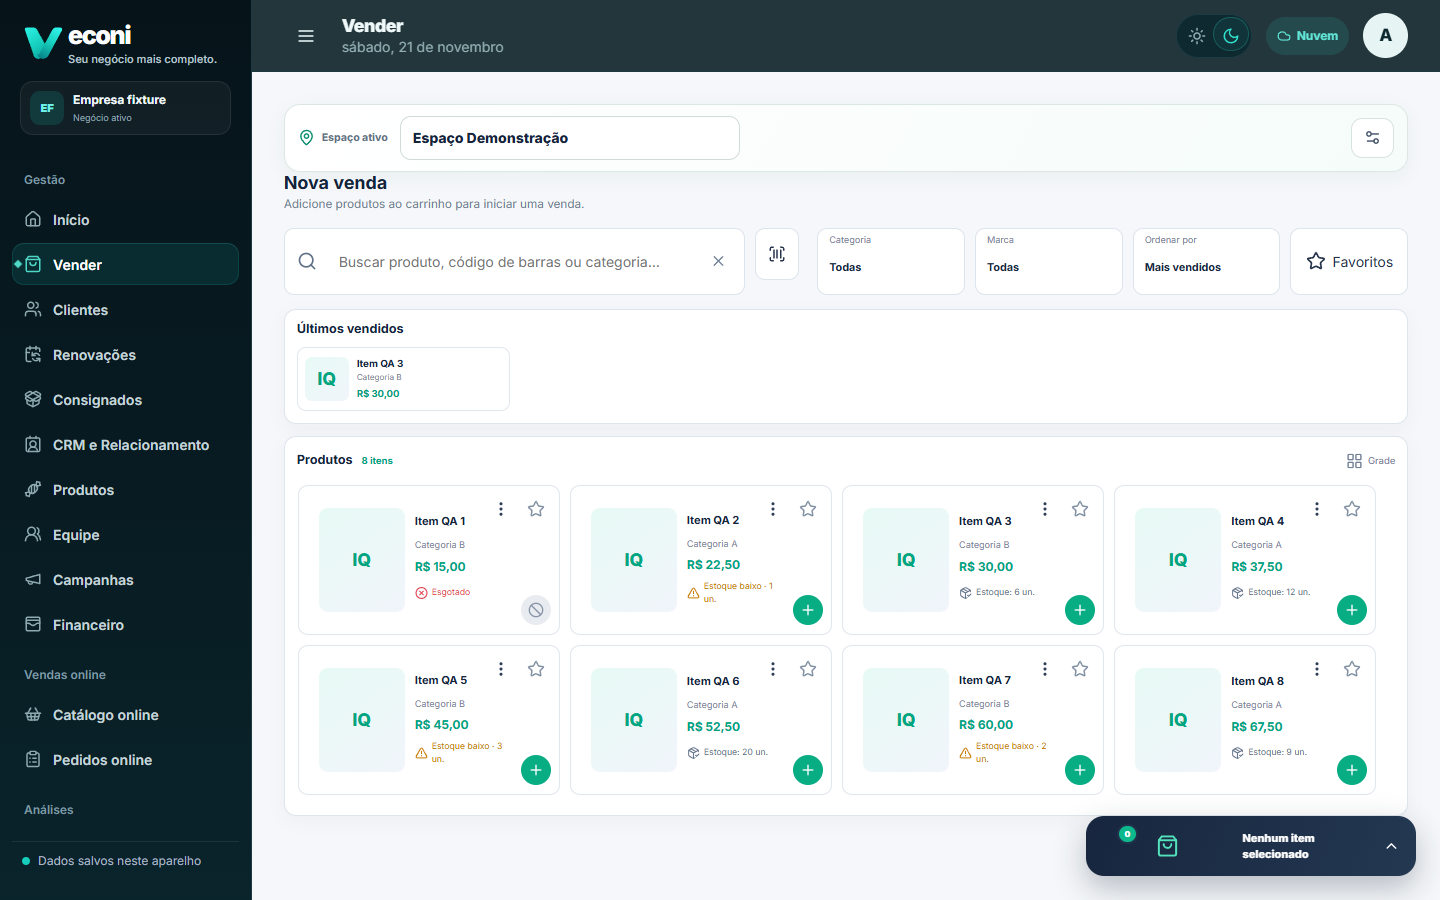 Veconi
Seu negócio mais completo.
EF
Empresa fixture
Negócio ativo
Gestão
Início
Vender
Clientes
Renovações
Consignados
CRM e Relacionamento
Produtos
Equipe
Campanhas
Financeiro
Vendas online
Catálogo online
Pedidos online
Análises
Dados salvos neste aparelho
Vender
sábado, 21 de novembro
Nuvem
A
Espaço ativo
Espaço Demonstração
Nova venda
Adicione produtos ao carrinho para iniciar uma venda.
Buscar produto, código de barras ou categoria...
Categoria
Todas
Marca
Todas
Ordenar por
Mais vendidos
Favoritos
Últimos vendidos
IQ
Item QA 3
Categoria B
R$ 30,00
Produtos 8 itens
Grade
IQ
Item QA 1
Categoria B
R$ 15,00
Esgotado
IQ
Item QA 2
Categoria A
R$ 22,50
Estoque baixo · 1
un.
IQ
Item QA 3
Categoria B
R$ 30,00
Estoque: 6 un.
IQ
Item QA 4
Categoria A
R$ 37,50
Estoque: 12 un.
IQ
Item QA 5
Categoria B
R$ 45,00
Estoque baixo · 3
un.
IQ
Item QA 6
Categoria A
R$ 52,50
Estoque: 20 un.
IQ
Item QA 7
Categoria B
R$ 60,00
Estoque baixo · 2
un.
IQ
Item QA 8
Categoria A
R$ 67,50
Estoque: 9 un.
0
Nenhum item
selecionado